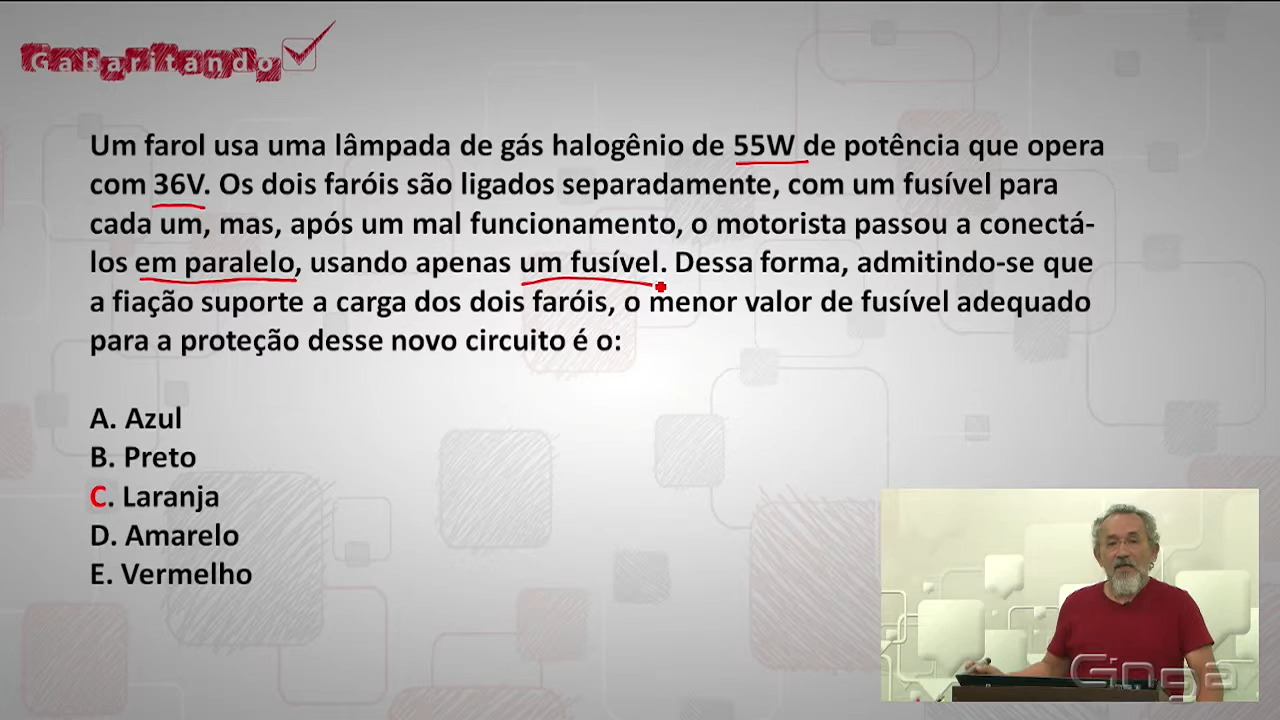 Gabaritando
Um farol usa uma lâmpada de gás halogênio de 55W de potência que opera
com 36V. Os dois faróis são ligados separadamente, com um fusível para
cada um, mas, após um mal funcionamento, o motorista passou a conectá-
los em paralelo, usando apenas um fusível. Dessa forma, admitindo-se que
a fiação suporte a carga dos dois faróis, o menor valor de fusível adequado
para a proteção desse novo circuito é o:
A. Azul
B. Preto
C. Laranja
D. Amarelo
E. Vermelho
Ginga